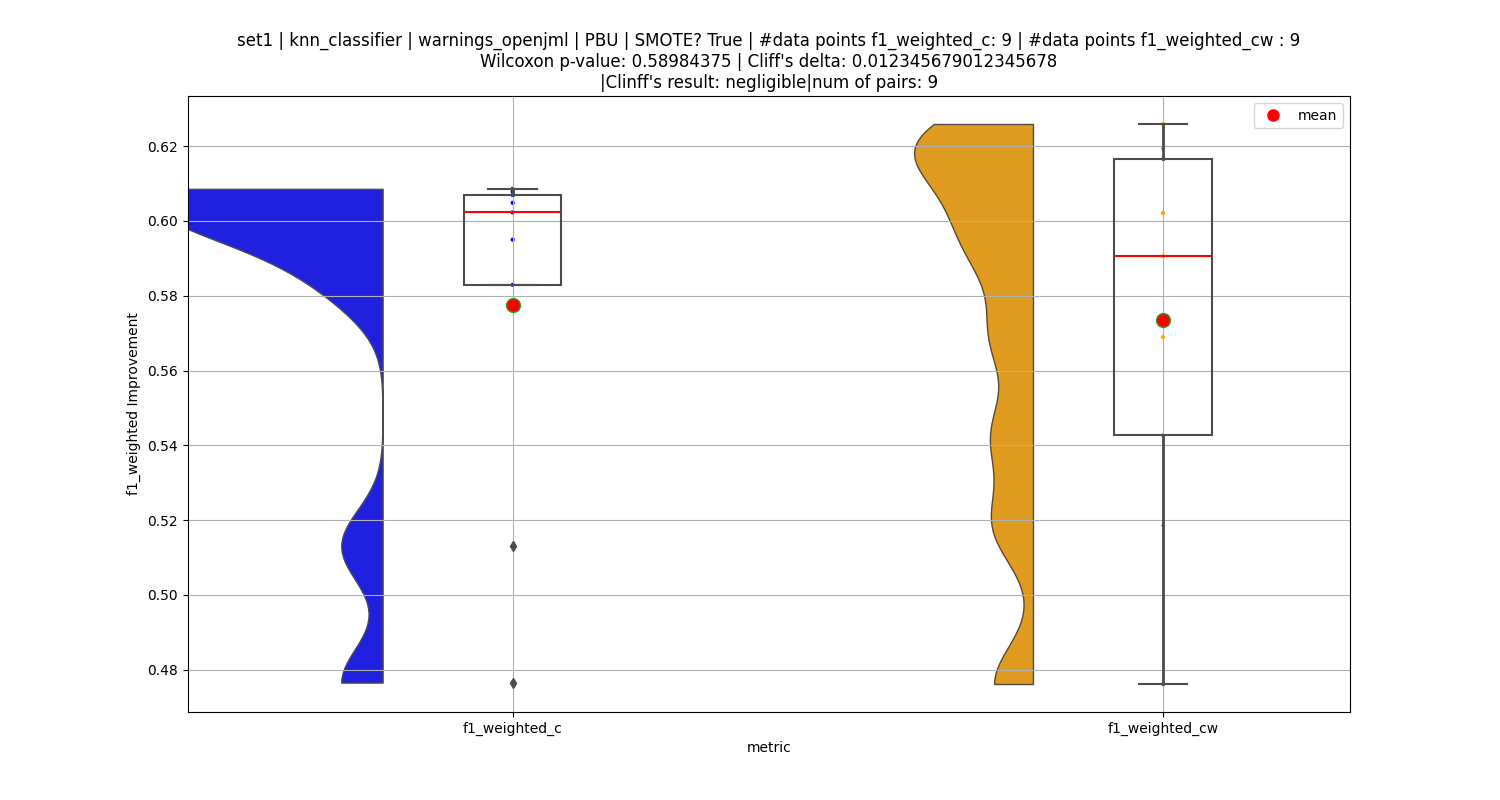 set1 | knn_classifier | warnings_openjml | PBU | SMOTE? True | #data points f1_weighted_c: 9 | #data points f1_weighted_cw : 9
Wilcoxon p-value: 0.58984375 | Cliff's delta: 0.012345679012345678
|Clinff's result: negligible|num of pairs: 9
mean
f1_weighted Improvement
0.62
0.60
0.58
0.56
0.54
0.52
0.50
0.48
f1_weighted_c
f1_weighted_cw
metric